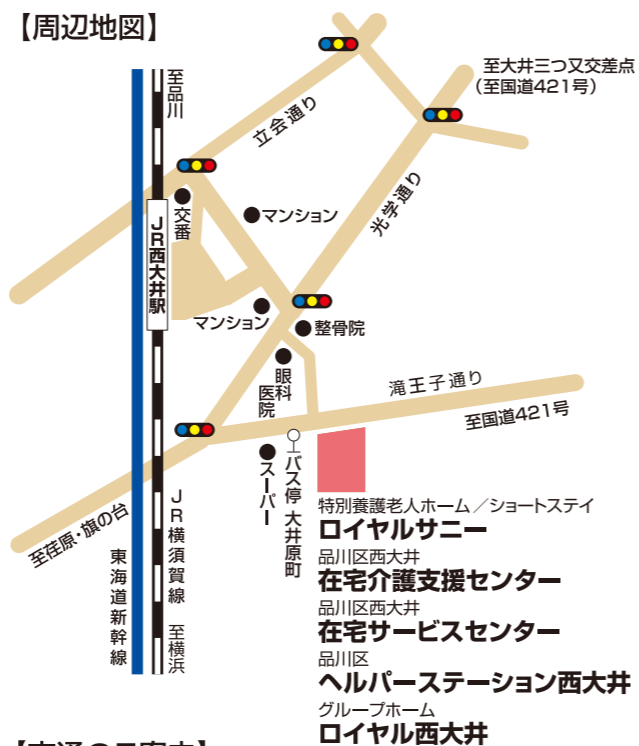 【周辺地図】
至大井三つ又交差点
(至国道421号)
至品川
立会通り
光学通り
交番
マンション
JR西大井駅
マンション
整骨院
眼科
医院
滝王子通り
至国道421号
スーパー
バス停 大井原町
至荏原・旗の台
東海道新幹線
JR横須賀線
至横浜
特別養護老人ホーム/ショートステイ
ロイヤルサニー
品川区西大井
在宅介護支援センター
品川区西大井
在宅サービスセンター
品川区
ヘルパーステーション西大井
グループホーム
ロイヤル西大井